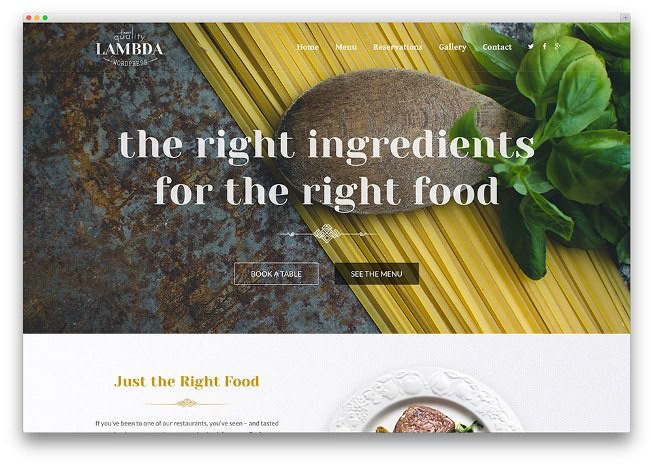 quality
LAMBDA
WORDPRESS
Home Menu Reservations Gallery Contact
the right ingredients
for the right food
BOOK A TABLE SEE THE MENU
Just the Right Food
If you've been to one of our restaurants, you've seen – and tasted